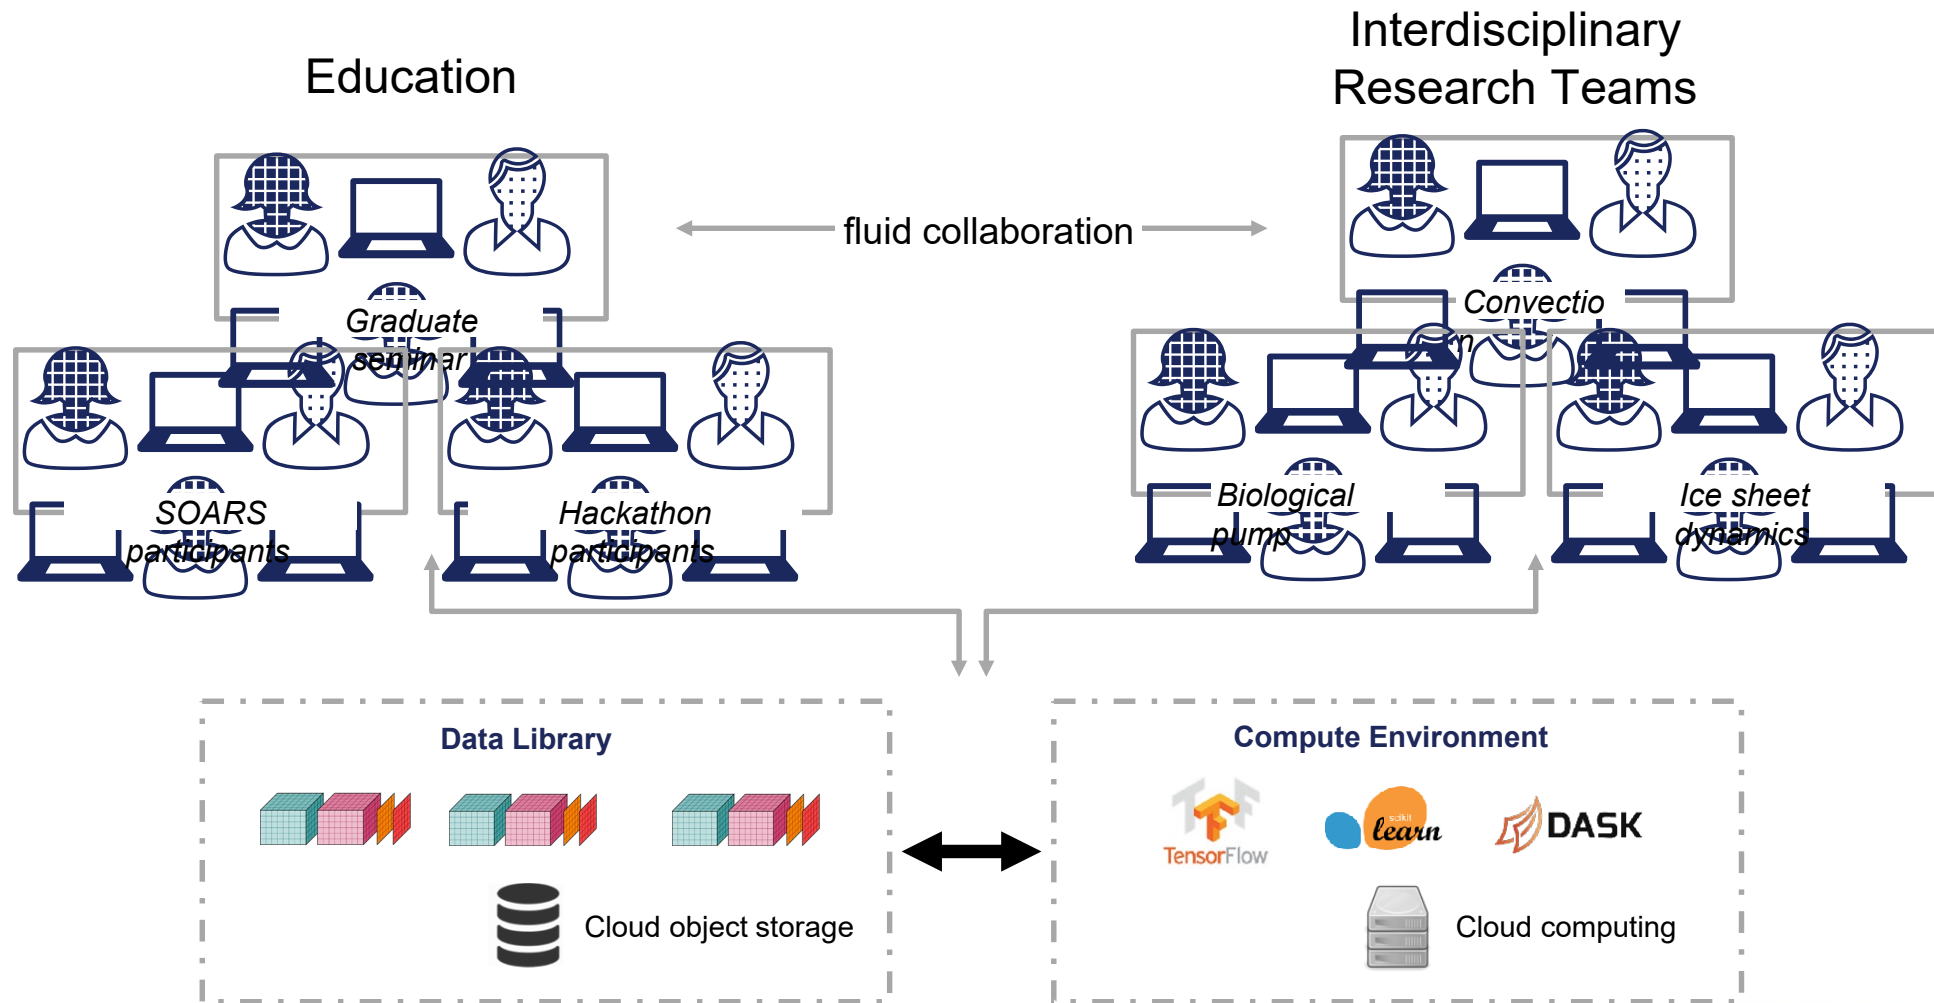 Education
Interdisciplinary
Research Teams
fluid collaboration
Graduate
seminar
Convectio
n
SOARS
participants
Hackathon
participants
Biological
pump
Ice sheet
dynamics
Data Library
Compute Environment
TensorFlow
scikit
learn
DASK
Cloud object storage
Cloud computing